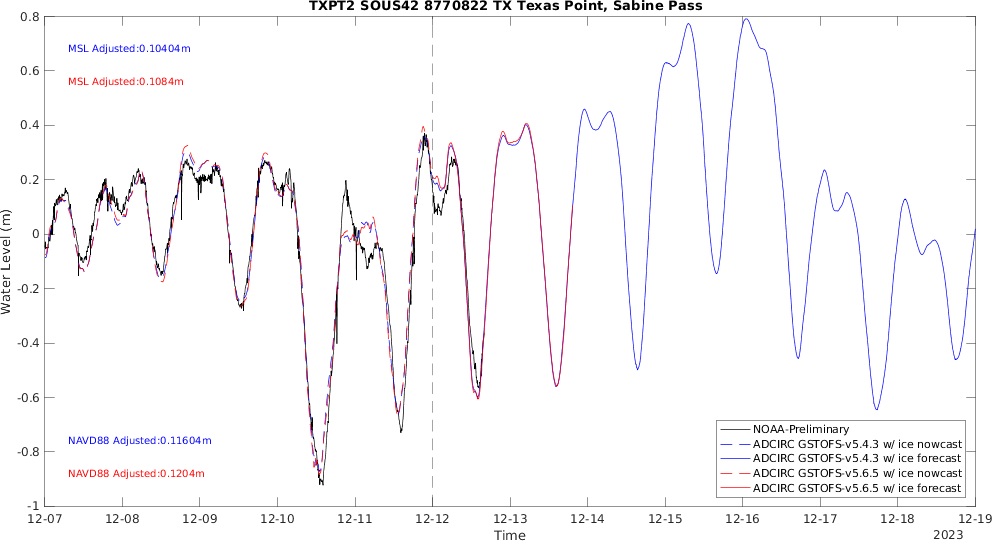 TXPT2 SOUS42 8770822 TX Texas Point, Sabine Pass
MSL Adjusted:0.10404m
MSL Adjusted:0.1084m
NAVD88 Adjusted:0.11604m
NAVD88 Adjusted:0.1204m
Water Level (m)
0.8
0.6
0.4
0.2
0
-0.2
-0.4
-0.6
-0.8
-1
NOAA-Preliminary
ADCIRC GSTOFS-v5.4.3 w/ ice nowcast
ADCIRC GSTOFS-v5.4.3 w/ ice forecast
ADCIRC GSTOFS-v5.6.5 w/ ice nowcast
ADCIRC GSTOFS-v5.6.5 w/ ice forecast
12-07 12-08 12-09 12-10 12-11 12-12 12-13 12-14 12-15 12-16 12-17 12-18 12-19
Time
2023